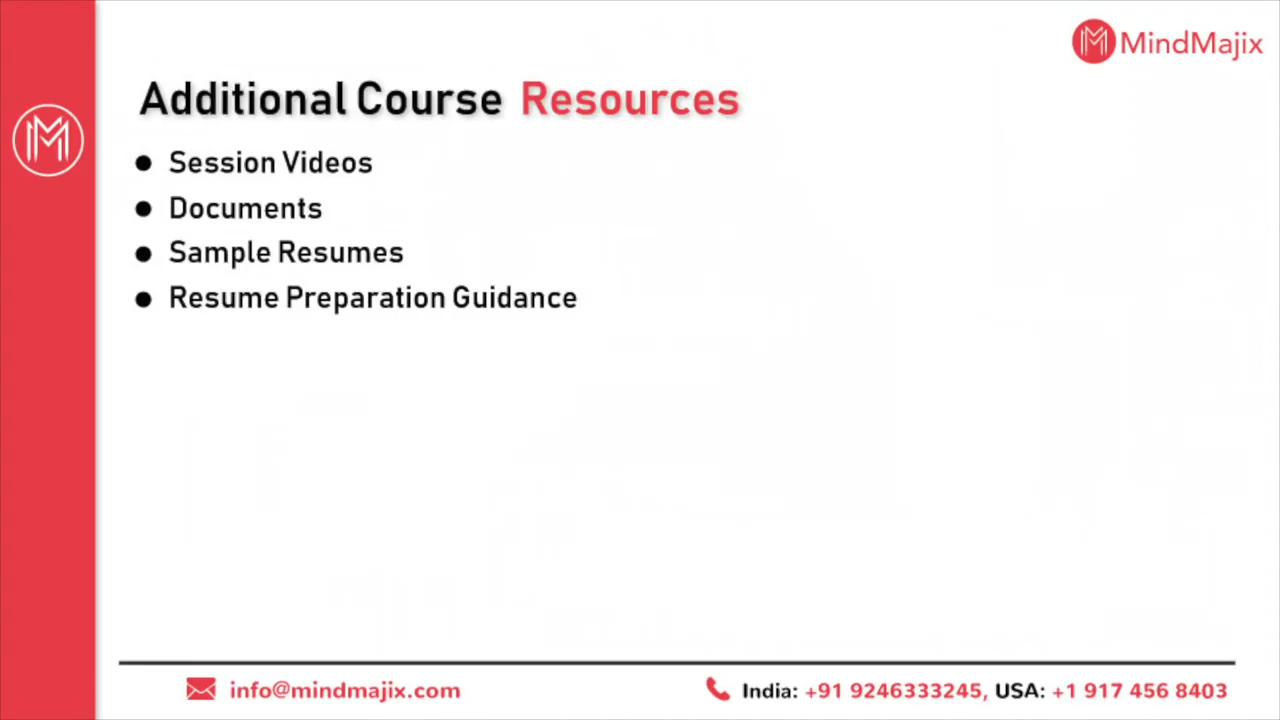 MindMajix
Additional Course Resources
● Session Videos
● Documents
● Sample Resumes
● Resume Preparation Guidance
info@mindmajix.com
India: +91 9246333245, USA: +1 917 456 8403